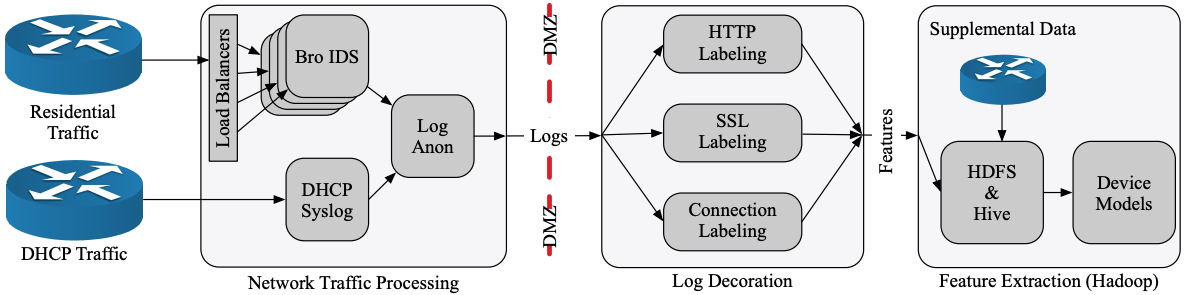 Residential
Traffic
DHCP Traffic
Load Balancers
Bro IDS
Log
Anon
DHCP
Syslog
Network Traffic Processing
DMZ
Logs
DMZ
HTTP
Labeling
SSL
Labeling
Connection
Labeling
Log Decoration
Features
Supplemental Data
HDFS
&
Hive
Device
Models
Feature Extraction (Hadoop)